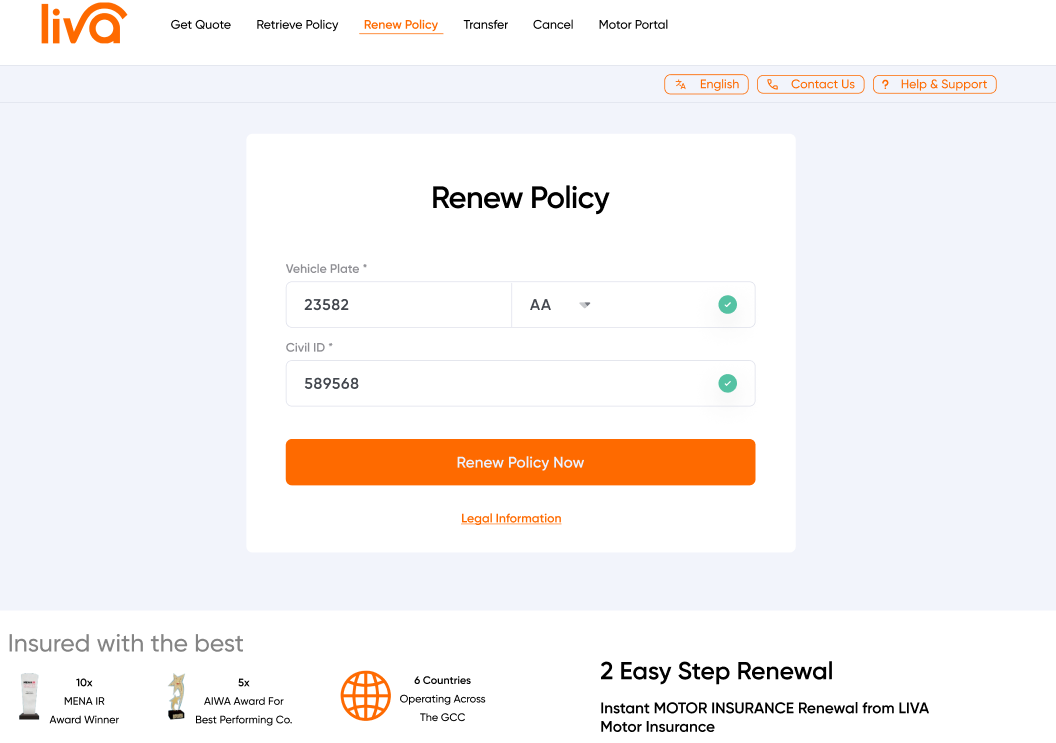 liva
Get Quote Retrieve Policy Renew Policy Transfer Cancel Motor Portal
English Contact Us ? Help & Support
Renew Policy
Vehicle Plate *
23582 AA
Civil ID *
589568
Renew Policy Now
Legal Information
Insured with the best
10x
MENA IR
Award Winner
5x
AIWA Award For
Best Performing Co.
6 Countries
Operating Across
The GCC
2 Easy Step Renewal
Instant MOTOR INSURANCE Renewal from LIVA
Motor Insurance